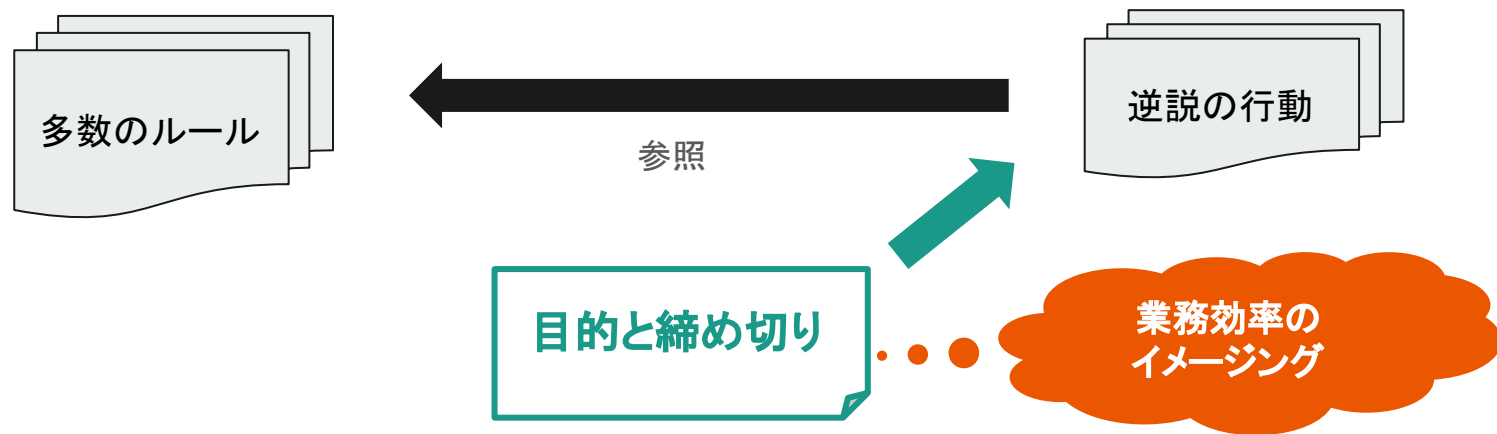 多数のルール
逆説の行動
参照
目的と締め切り
業務効率の
イメージング